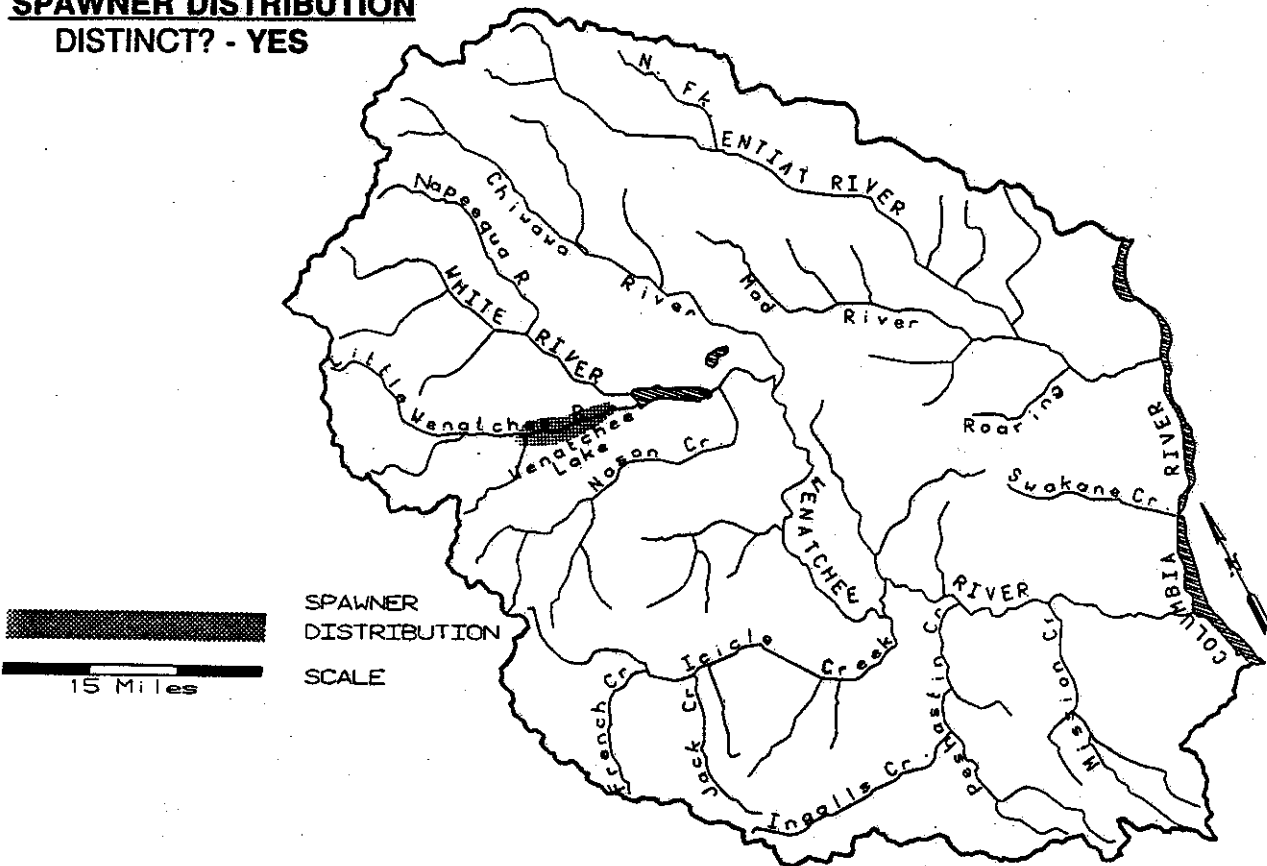 SPAWNER DISTRIBUTION
DISTINCT? - YES
N. Fk
ENTIAT RIVER
Chiwawa River
Napeequa R.
WHITE RIVER
Mad River
Little Wenatchee R.
Wenatchee
Lake
Nason Cr
Roaring
Swakane Cr.
COLUMBIA RIVER
WENATCHEE RIVER
Icicle Creek
French Cr
Jack Cr
Ingalls Cr.
Peshastin Cr.
Mission Cr
N
SPAWNER
DISTRIBUTION
15 Miles
SCALE